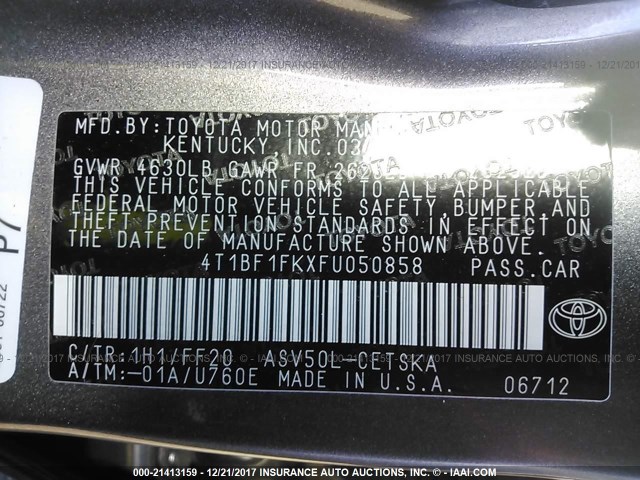 MFD. BY: TOYOTA MOTOR
KENTUCKY, INC. 03/
GVWR 4630LB GAWR FR
THIS VEHICLE CONFORMS TO ALL APPLICABLE
FEDERAL MOTOR VEHICLE SAFETY, BUMPER, AND
THEFT PREVENTION STANDARDS IN EFFECT ON
THE DATE OF MANUFACTURE SHOWN ABOVE.
4T1BF1FKXFU050858 PASS. CAR
C/TR: 1H1/FF20 ASV50L-CETSKA
A/TM: -01A/U760E MADE IN U.S.A. 06712
P7
000-21413159 - 12/21/2017 INSURANCE AUTO AUCTIONS - © IAAI.COM